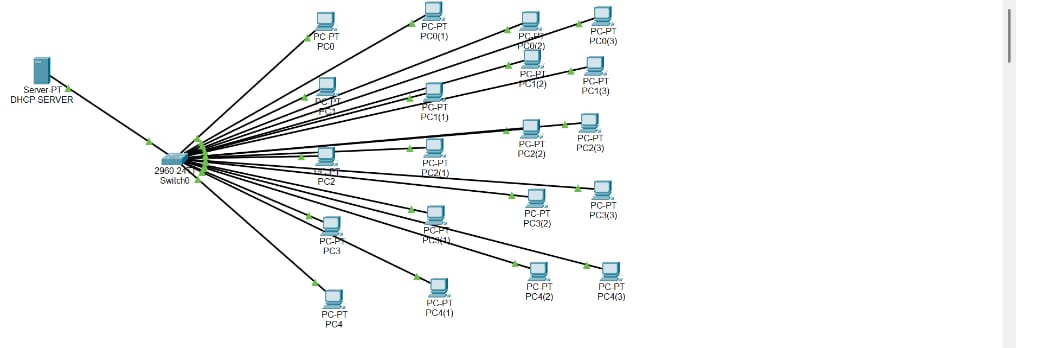 PC-PT
PC0
PC-PT
PC0(1)
PC-PT
PC0(2)
PC-PT
PC0(3)
Server-PT
DHCP SERVER
PC-PT
PC1
PC-PT
PC1(1)
PC-PT
PC1(2)
PC-PT
PC1(3)
2960-24
Switch0
PC-PT
PC2
PC-PT
PC2(1)
PC-PT
PC2(2)
PC-PT
PC2(3)
PC-PT
PC3
PC-PT
PC3(1)
PC-PT
PC3(2)
PC-PT
PC3(3)
PC-PT
PC4
PC-PT
PC4(1)
PC-PT
PC4(2)
PC-PT
PC4(3)